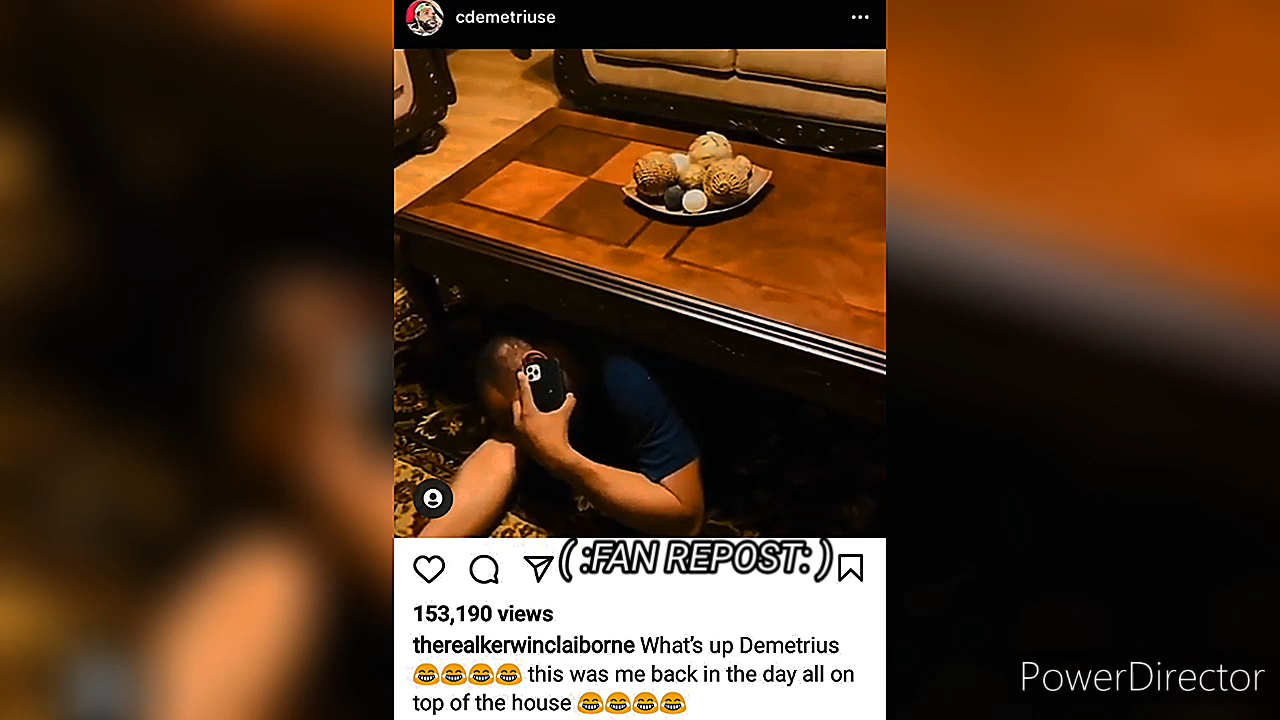 cdemetriuse
( :FAN REPOST: )
153,190 views
therealkerwinclaiborne What's up Demetrius
😂😂😂😂 this was me back in the day all on
top of the house 😂😂😂😂
PowerDirector